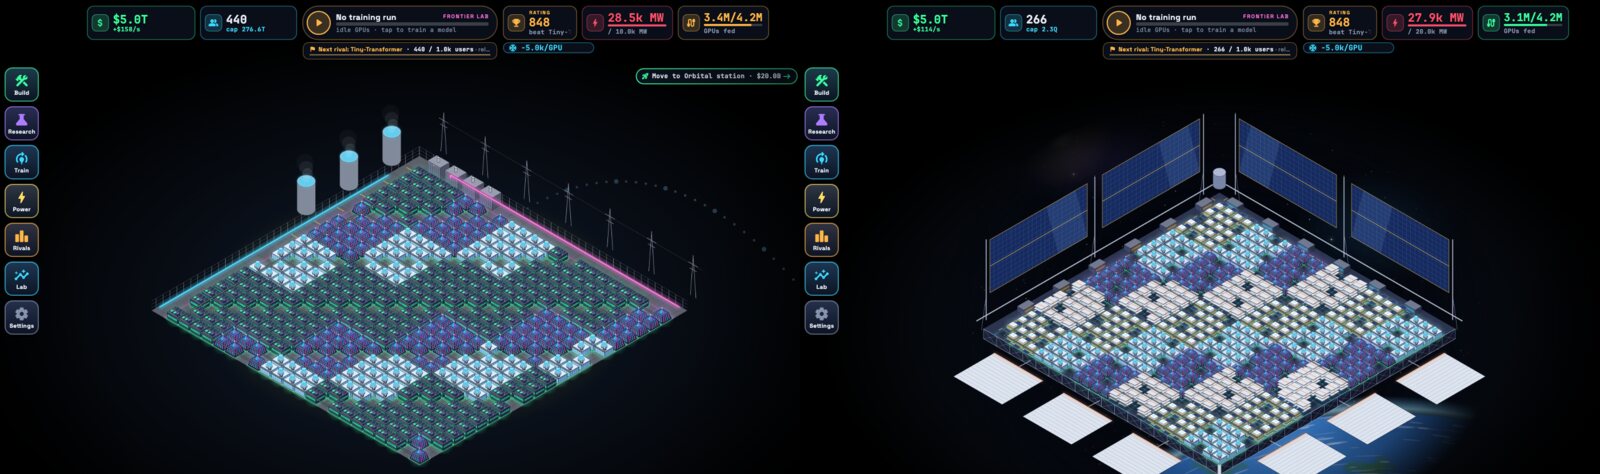 $5.0T
+$158/s
440
cap 276.6T
No training run
FRONTIER LAB
idle GPUs · tap to train a model
RATING
848
beat Tiny-
28.5k MW
/ 10.0k MW
3.4M/4.2M
GPUs fed
Next rival: Tiny-Transformer · 440 / 1.0k users · rel…
-5.0k/GPU
Move to Orbital station · $20.00 →
Build
Research
Train
Power
Rivals
Lab
Settings
$5.0T
+$114/s
266
cap 2.3Q
No training run
FRONTIER LAB
idle GPUs · tap to train a model
RATING
848
beat Tiny-
27.9k MW
/ 20.0k MW
3.1M/4.2M
GPUs fed
Next rival: Tiny-Transformer · 266 / 1.0k users · rel…
-5.0k/GPU
Build
Research
Train
Power
Rivals
Lab
Settings